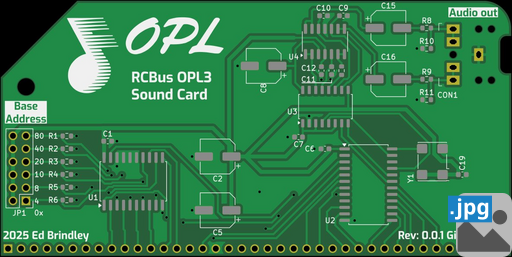 OPL
RCBus OPL3
Sound Card
Audio out
Base
Address
C10 C9
C15
R8
R10
U4
C12
C11
C8
C16
R9
R11
CON1
U3
C7
80 R1
40 R2
20 R3
10 R4
8 R5
4 R6
JP1 0x
C1
U1
C2
C5
U2
Y1
C19
2025 Ed Brindley
Rev: 0.0.1 Gi
.jpg